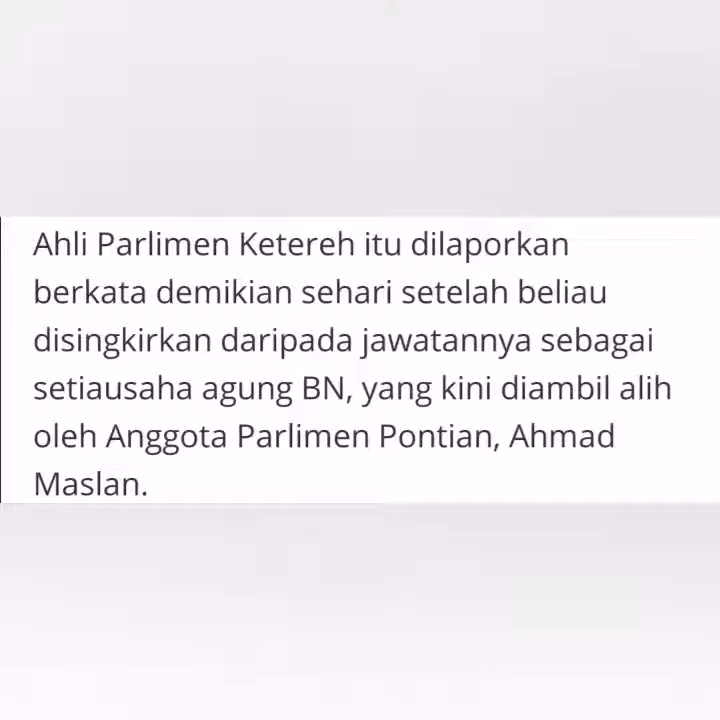 Ahli Parlimen Ketereh itu dilaporkan
berkata demikian sehari setelah beliau
disingkirkan daripada jawatannya sebagai
setiausaha agung BN, yang kini diambil alih
oleh Anggota Parlimen Pontian, Ahmad
Maslan.